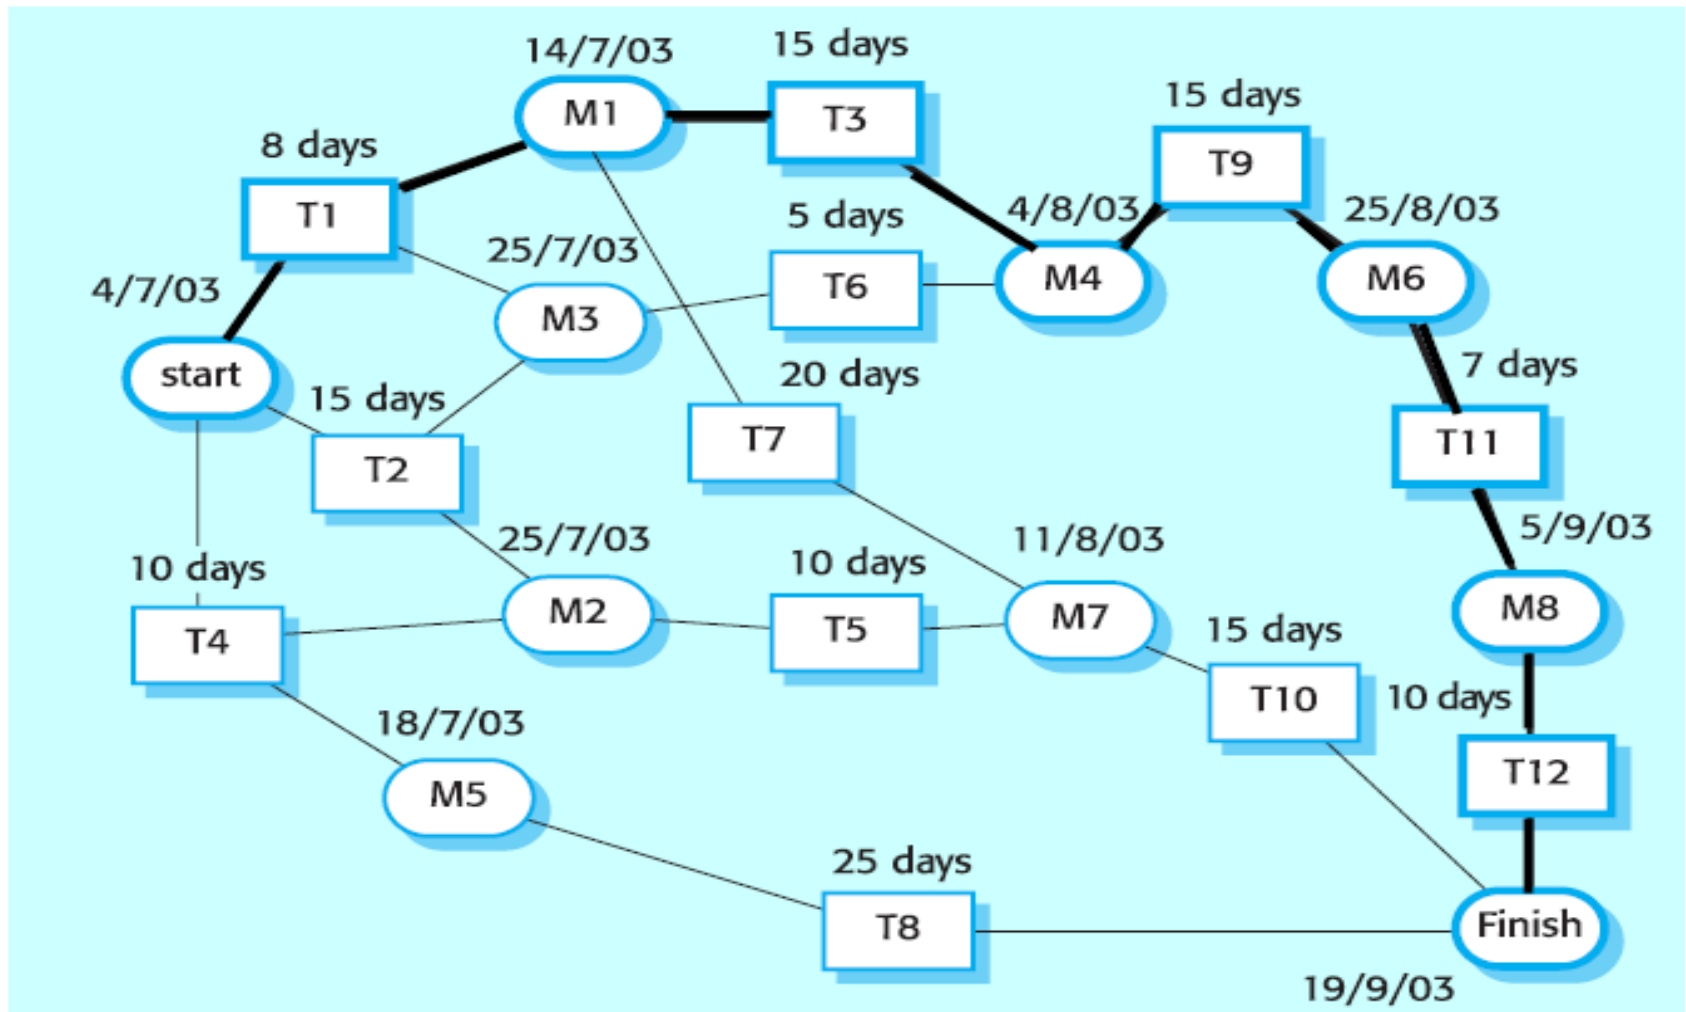 14/7/03
15 days
M1
T3
15 days
8 days
T9
T1
5 days
4/8/03
25/8/03
25/7/03
4/7/03
M3
T6
M4
M6
start
15 days
20 days
7 days
T2
T7
T11
25/7/03
11/8/03
5/9/03
10 days
10 days
M2
M7
M8
T4
T5
15 days
18/7/03
T10
10 days
M5
T12
25 days
T8
Finish
19/9/03